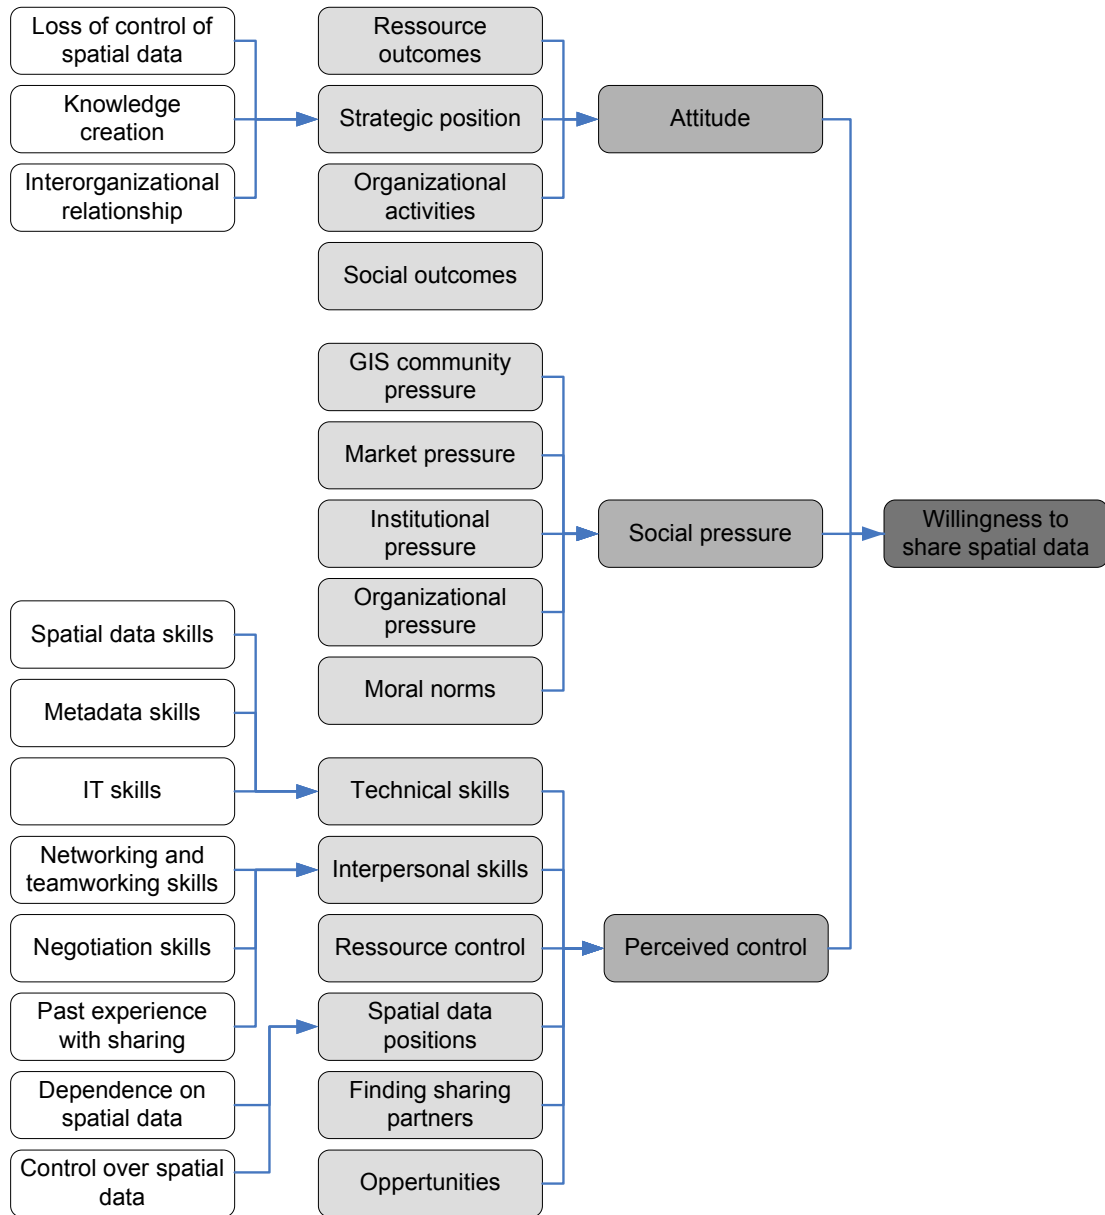 Loss of control of
spatial data
Knowledge
creation
Interorganizational
relationship
Spatial data skills
Metadata skills
IT skills
Networking and
teamworking skills
Negotiation skills
Past experience
with sharing
Dependence on
spatial data
Control over spatial
data
Ressource
outcomes
Strategic position
Organizational
activities
Social outcomes
GIS community
pressure
Market pressure
Institutional
pressure
Organizational
pressure
Moral norms
Technical skills
Interpersonal skills
Ressource control
Spatial data
positions
Finding sharing
partners
Oppertunities
Attitude
Social pressure
Perceived control
Willingness to
share spatial data